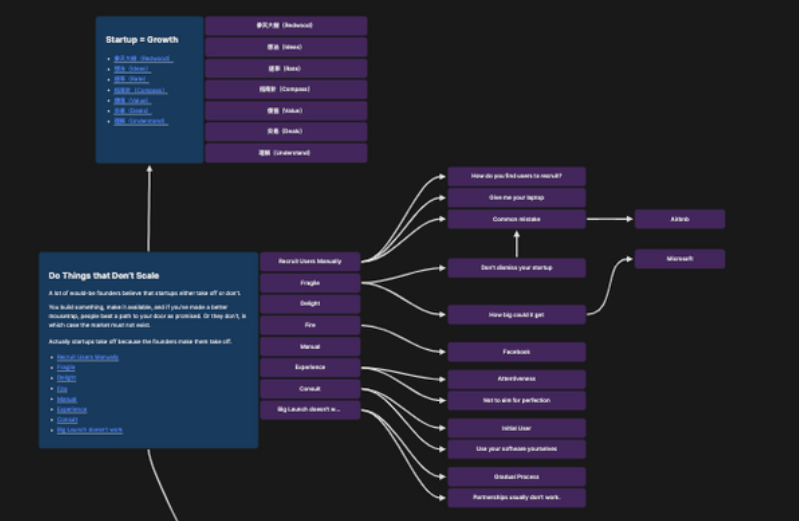 Startup = Growth
參天大樹 (Redwood)
想法 (Ideas)
速率 (Rate)
指南針 (Compass)
價值 (Value)
交易 (Deals)
理解 (Understand)
參天大樹 (Redwood)
想法 (Ideas)
速率 (Rate)
指南針 (Compass)
價值 (Value)
交易 (Deals)
理解 (Understand)
Do Things that Don't Scale
A lot of would-be founders believe that startups either take off or don't.
You build something, make it available, and if you've made a better
mousetrap, people beat a path to your door as promised. Or they don't, in
which case the market must not exist.
Actually startups take off because the founders make them take off.
Recruit Users Manually
Fragile
Delight
Fire
Manual
Experience
Consult
Big Launch doesn't work
Recruit Users Manually
Fragile
Delight
Fire
Manual
Experience
Consult
Big Launch doesn't w...
How do you find users to recruit?
Give me your laptop
Common mistake
Don't dismiss your startup
How big could it get
Facebook
Attentiveness
Not to aim for perfection
Initial User
Use your software yourselves
Gradual Process
Partnerships usually don't work.
Airbnb
Microsoft